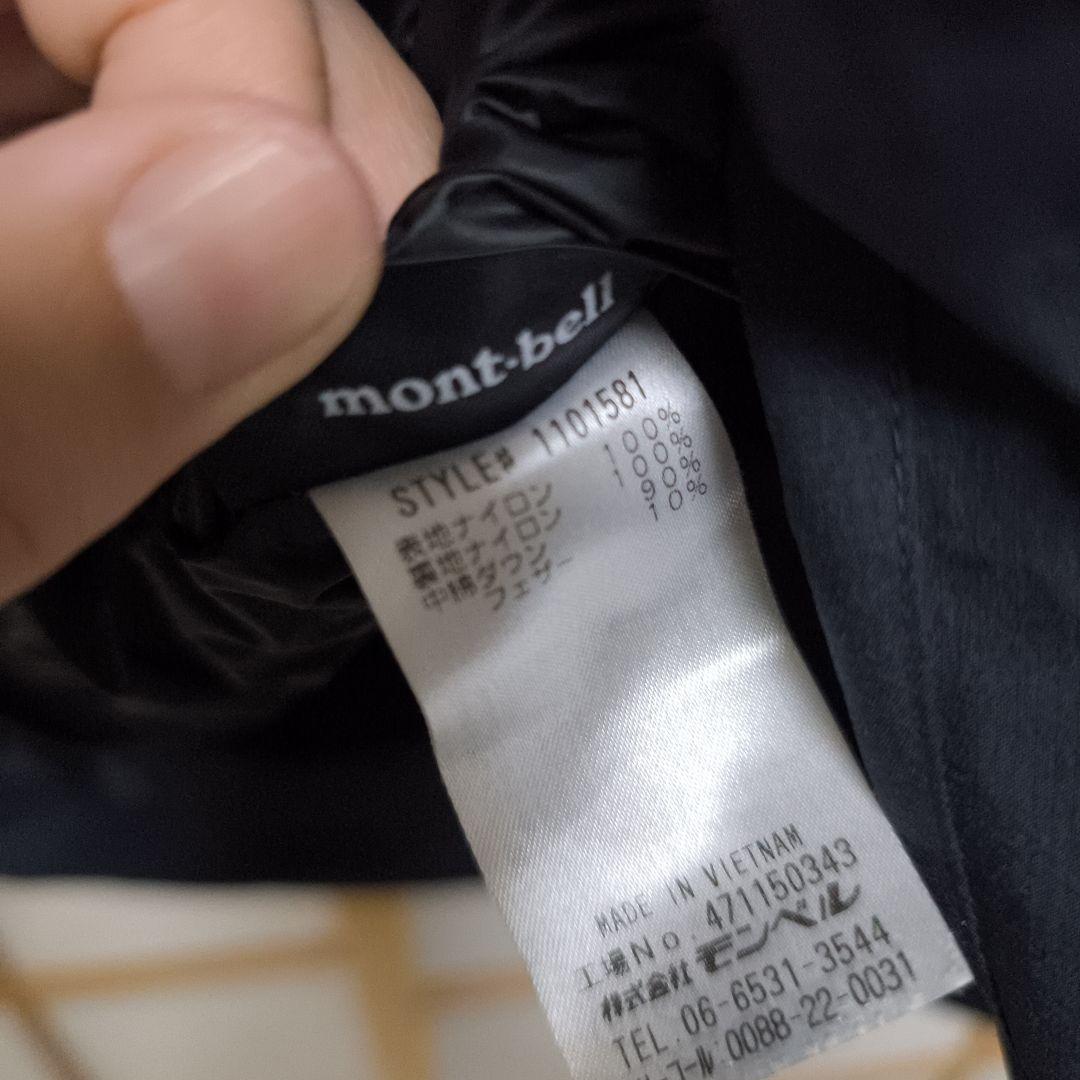 mont-bell
STYLE# 1101581
表地ナイロン 100%
裏地ナイロン 100%
中綿ダウン 90%
フェザー 10%
MADE IN VIETNAM
工場No.471150343
株式会社モンベル
TEL.06-6531-3544
0088-22-0031